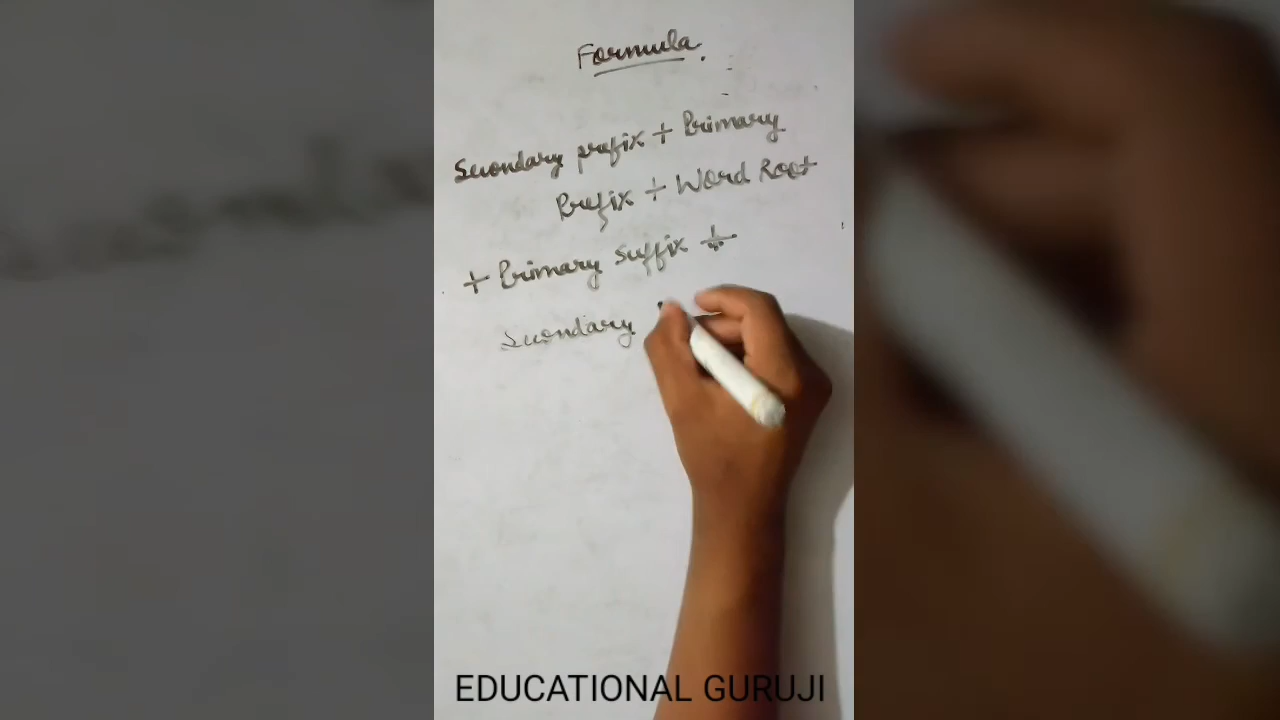 Formula.
Secondary prefix + Primary
Prefix + Word Root
+ Primary suffix +
Secondary
EDUCATIONAL GURUJI